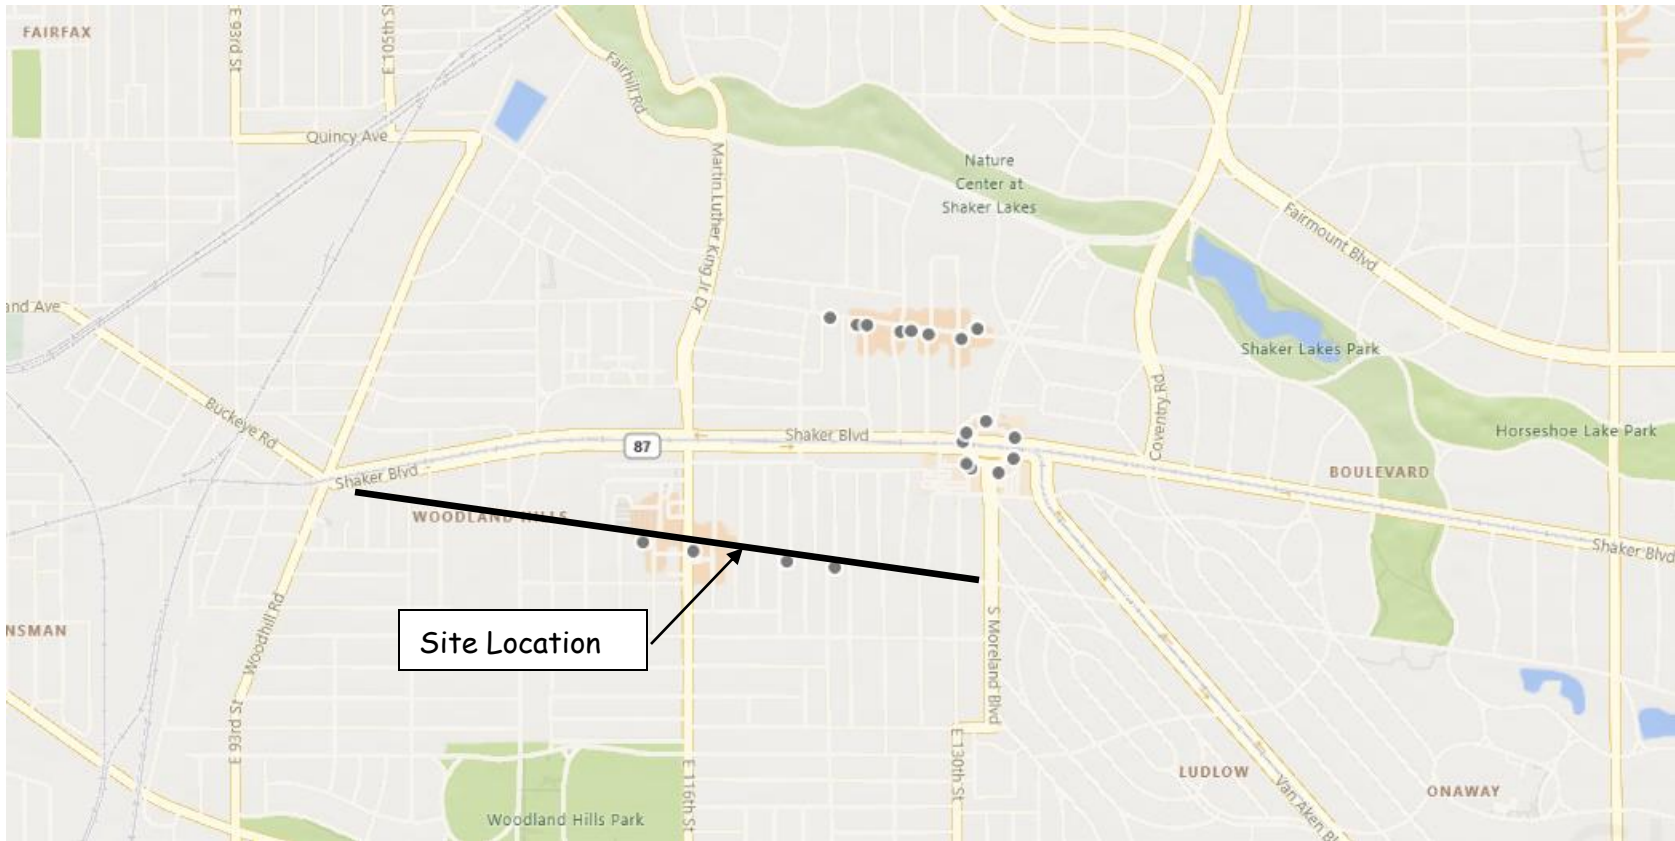 FAIRFAX
E 93rd St
E 105th St
Quincy Ave
Fairhill Rd
Martin Luther King Jr Dr
Nature
Center at
Shaker Lakes
Fairmount Blvd
and Ave
Buckeye Rd
Shaker Lakes Park
Coventry Rd
Horseshoe Lake Park
87
Shaker Blvd
Shaker Blvd
BOULEVARD
WOODLAND HILLS
Shaker Blvd
Site Location
NSMAN
Woodhill Rd
S Moreland Blvd
E 93rd St
E 116th St
E 130th St
LUDLOW
ONAWAY
Van Aken Bl
Woodland Hills Park